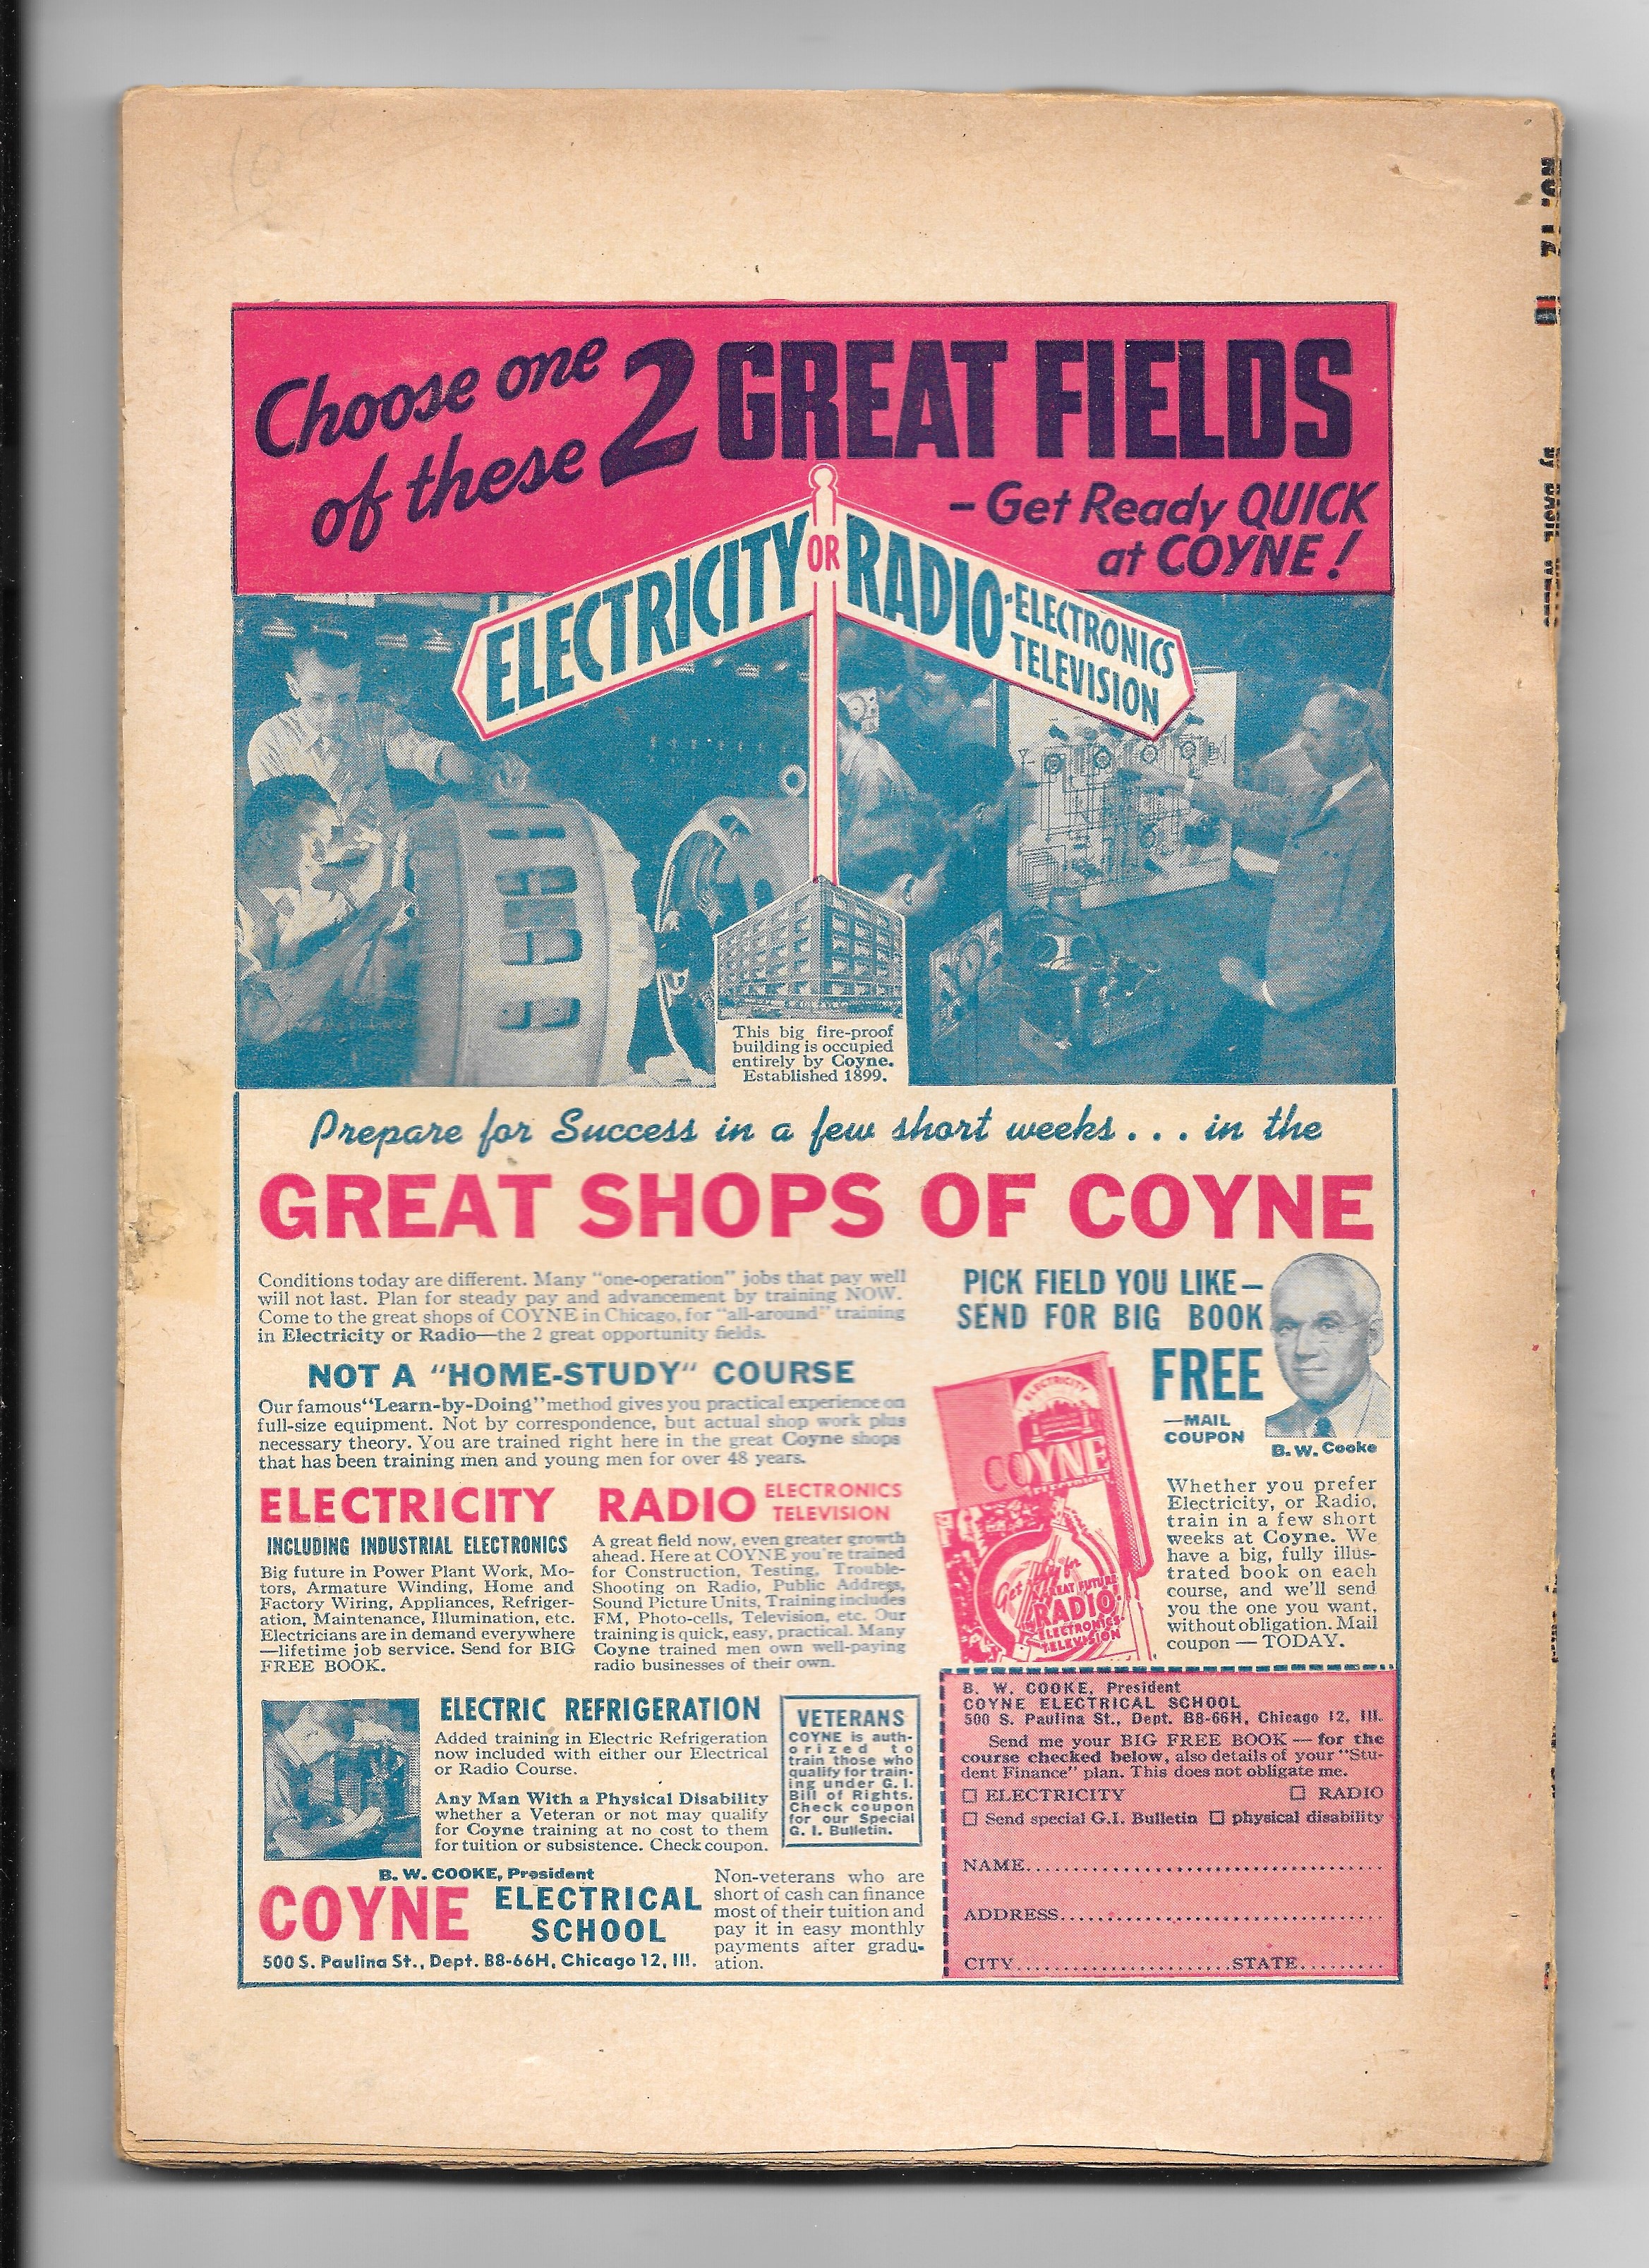 Choose one
of these 2 GREAT FIELDS
– Get Ready QUICK
at COYNE!
ELECTRICITY OR RADIO-ELECTRONICS
TELEVISION
This big fire-proof
building is occupied
entirely by Coyne.
Established 1899.
Prepare for Success in a few short weeks... in the
GREAT SHOPS OF COYNE
Conditions today are different. Many "one-operation" jobs that pay well
will not last. Plan for steady pay and advancement by training NOW.
Come to the great shops of COYNE in Chicago, for "all-around" training
in Electricity or Radio—the 2 great opportunity fields.
NOT A "HOME-STUDY" COURSE
Our famous "Learn-by-Doing" method gives you practical experience on
full-size equipment. Not by correspondence, but actual shop work plus
necessary theory. You are trained right here in the great Coyne shops
that has been training men and young men for over 48 years.
ELECTRICITY
INCLUDING INDUSTRIAL ELECTRONICS
Big future in Power Plant Work, Mo-
tors, Armature Winding, Home and
Factory Wiring, Appliances, Refriger-
ation, Maintenance, Illumination, etc.
Electricians are in demand everywhere
—lifetime job service. Send for BIG
FREE BOOK.
RADIO ELECTRONICS
TELEVISION
A great field now, even greater growth
ahead. Here at COYNE you're trained
for Construction, Testing, Trouble-
Shooting on Radio, Public Address,
Sound Picture Units, Training includes
FM, Photo-cells, Television, etc. Our
training is quick, easy, practical. Many
Coyne trained men own well-paying
radio businesses of their own.
PICK FIELD YOU LIKE—
SEND FOR BIG BOOK
FREE
—MAIL
COUPON
B. W. Cooke
ELECTRICITY
COYNE
Get for
GREAT FUTURE
RADIO
ELECTRONICS
TELEVISION
Whether you prefer
Electricity, or Radio,
train in a few short
weeks at Coyne. We
have a big, fully illus-
trated book on each
course, and we'll send
you the one you want,
without obligation. Mail
coupon — TODAY.
ELECTRIC REFRIGERATION
Added training in Electric Refrigeration
now included with either our Electrical
or Radio Course.
Any Man With a Physical Disability
whether a Veteran or not may qualify
for Coyne training at no cost to them
for tuition or subsistence. Check coupon.
VETERANS
COYNE is auth-
orized to
train those who
qualify for train-
ing under G. I.
Bill of Rights.
Check coupon
for our Special
G. I. Bulletin.
B. W. COOKE, President
COYNE ELECTRICAL
SCHOOL
500 S. Paulina St., Dept. B8-66H, Chicago 12, Ill.
Non-veterans who are
short of cash can finance
most of their tuition and
pay it in easy monthly
payments after gradu-
ation.
B. W. COOKE, President
COYNE ELECTRICAL SCHOOL
500 S. Paulina St., Dept. B8-66H, Chicago 12, Ill.
Send me your BIG FREE BOOK — for the
course checked below, also details of your "Stu-
dent Finance" plan. This does not obligate me.
☐ ELECTRICITY ☐ RADIO
☐ Send special G.I. Bulletin ☐ physical disability
NAME
ADDRESS
CITY STATE